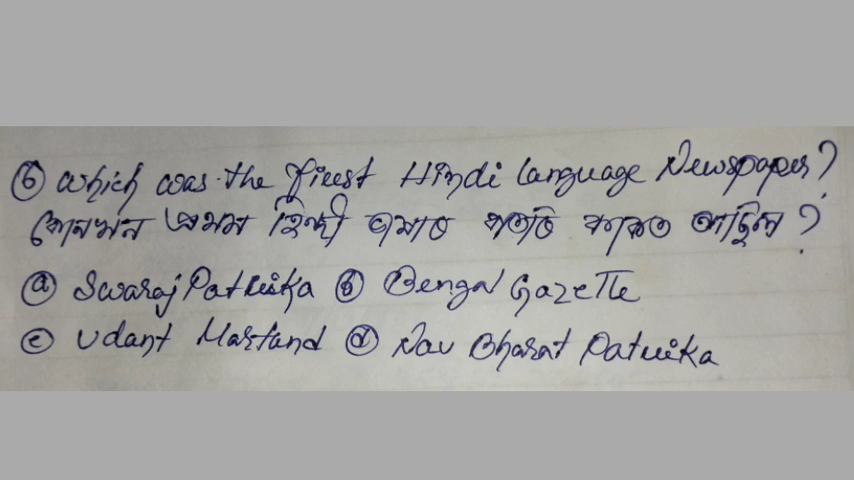 ⑥ Which was the first Hindi language Newspaper?
কোনখন প্ৰথম হিন্দী কাকত আছিল?
ⓐ Swaraj Patrika ⓑ Bengal Gazette
ⓒ Udant Martand ⓓ Nav Bharat Patrika